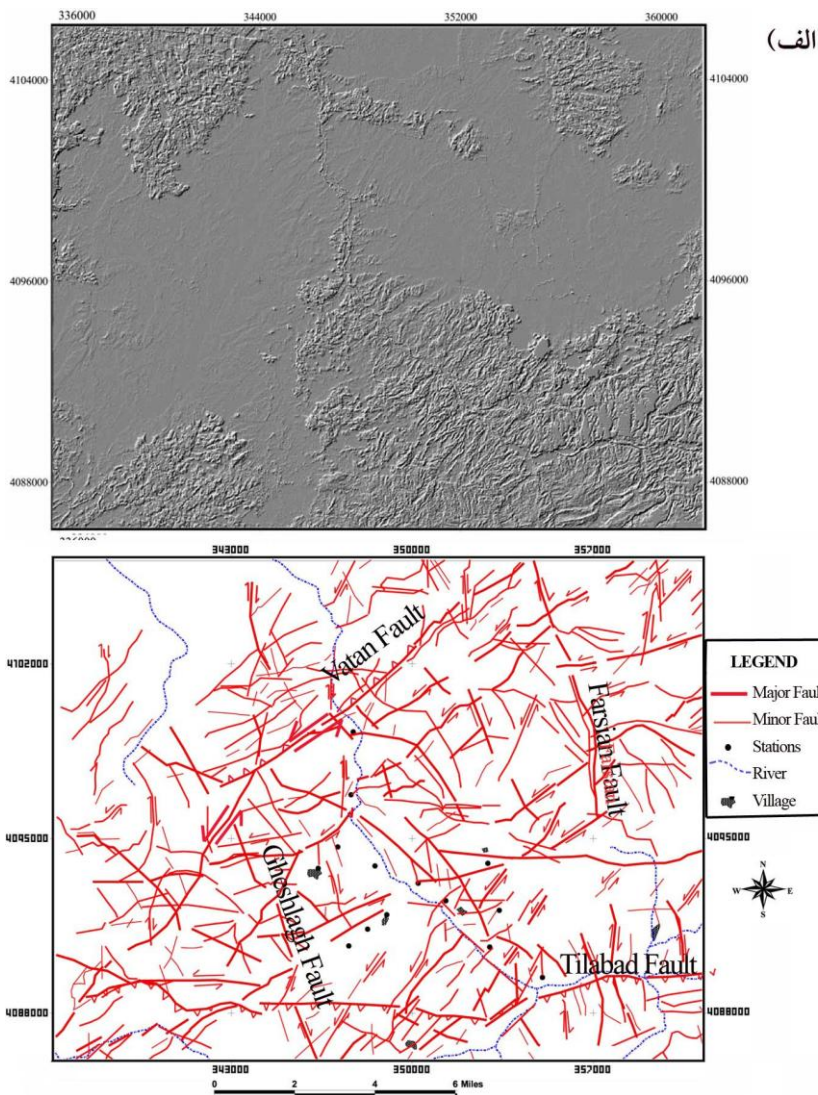 336000 344000 352000 360000
الف)
4104000 4104000
4096000 4096000
4088000 4088000
343000 350000 357000
4102000
Vatan Fault
Farsian Fault
LEGEND
Major Faul
Minor Faul
Stations
River
Village
4095000 4095000
Gheshlagh Fault
N
W E
S
Tilabad Fault
4088000 4088000
343000 350000 357000
0 2 4 6 Miles